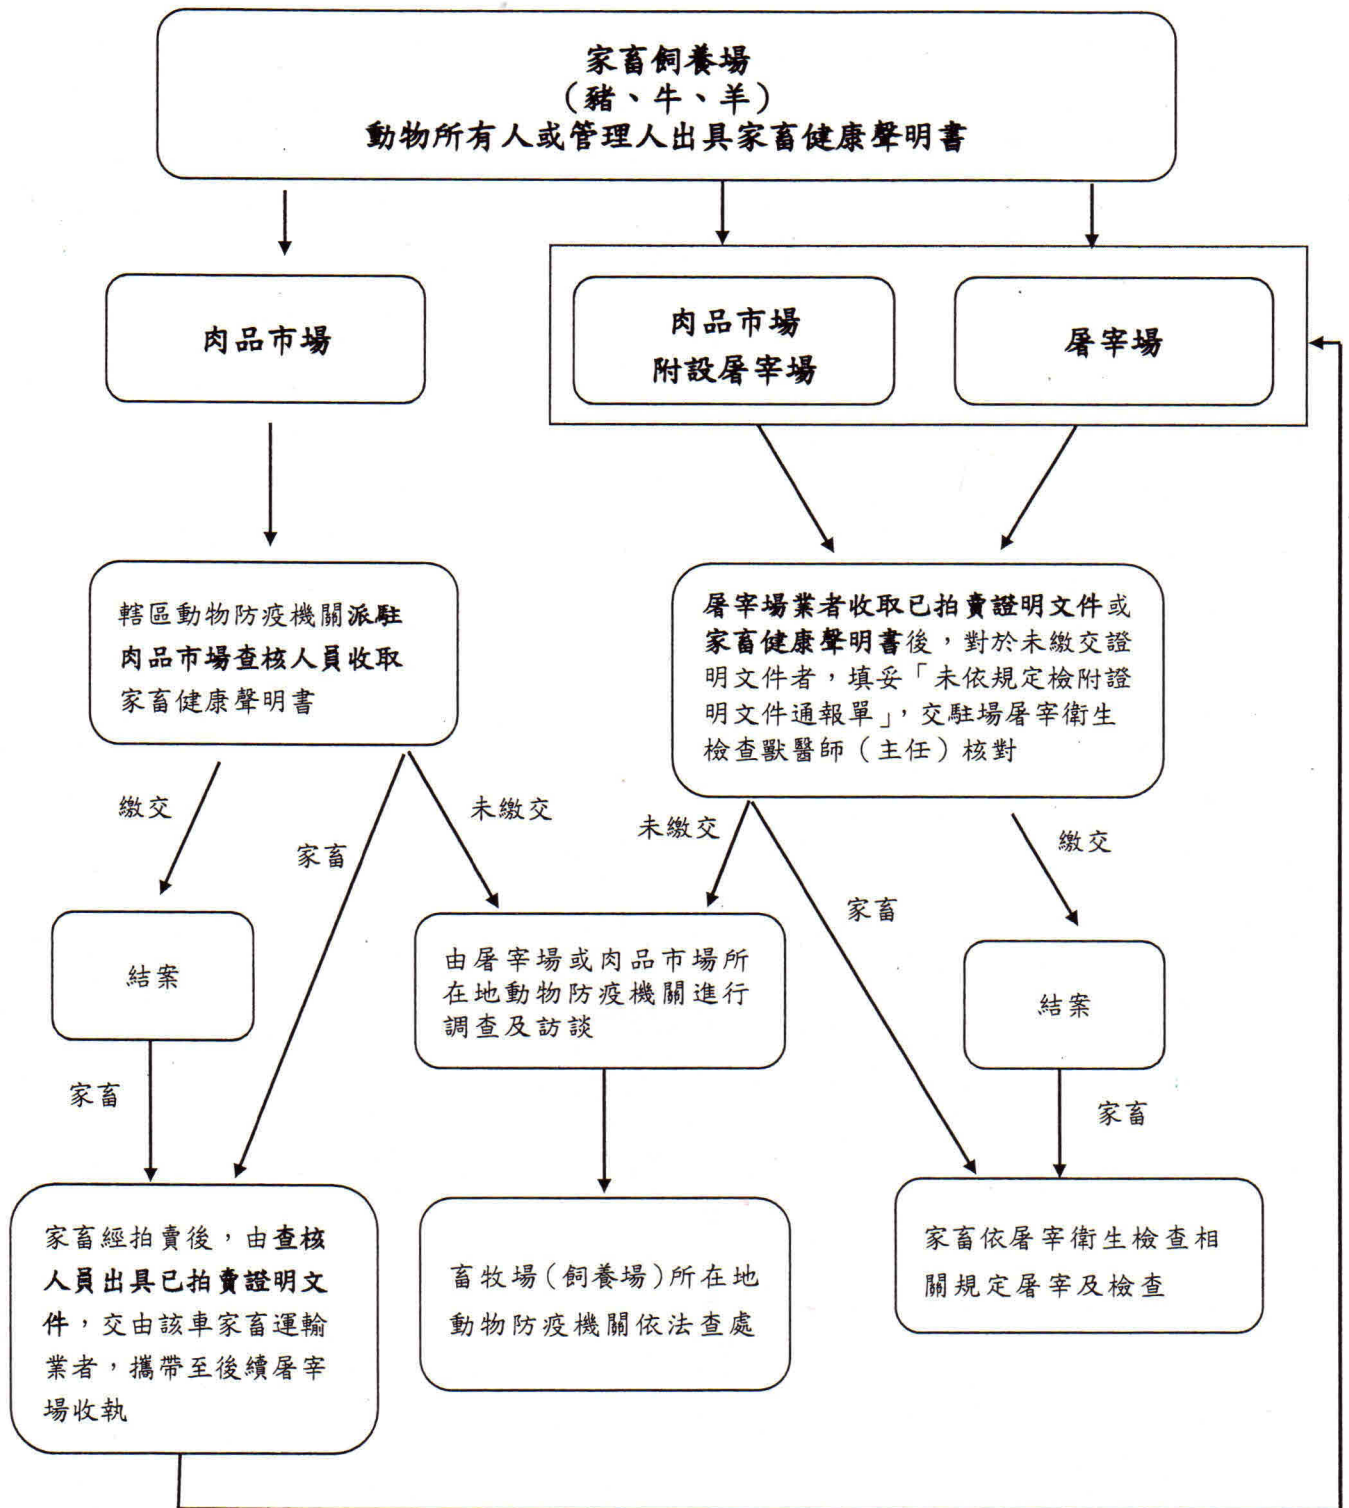 家畜飼養場
（豬、牛、羊）
動物所有人或管理人出具家畜健康聲明書
肉品市場
肉品市場
附設屠宰場
屠宰場
轄區動物防疫機關派駐
肉品市場查核人員收取
家畜健康聲明書
屠宰場業者收取已拍賣證明文件或
家畜健康聲明書後，對於未繳交證
明文件者，填妥「未依規定檢附證
明文件通報單」，交駐場屠宰衛生
檢查獸醫師（主任）核對
繳交
家畜
未繳交
未繳交
家畜
繳交
結案
由屠宰場或肉品市場所
在地動物防疫機關進行
調查及訪談
結案
家畜
家畜
家畜經拍賣後，由查核
人員出具已拍賣證明文
件，交由該車家畜運輸
業者，攜帶至後續屠宰
場收執
畜牧場（飼養場）所在地
動物防疫機關依法查處
家畜依屠宰衛生檢查相
關規定屠宰及檢查